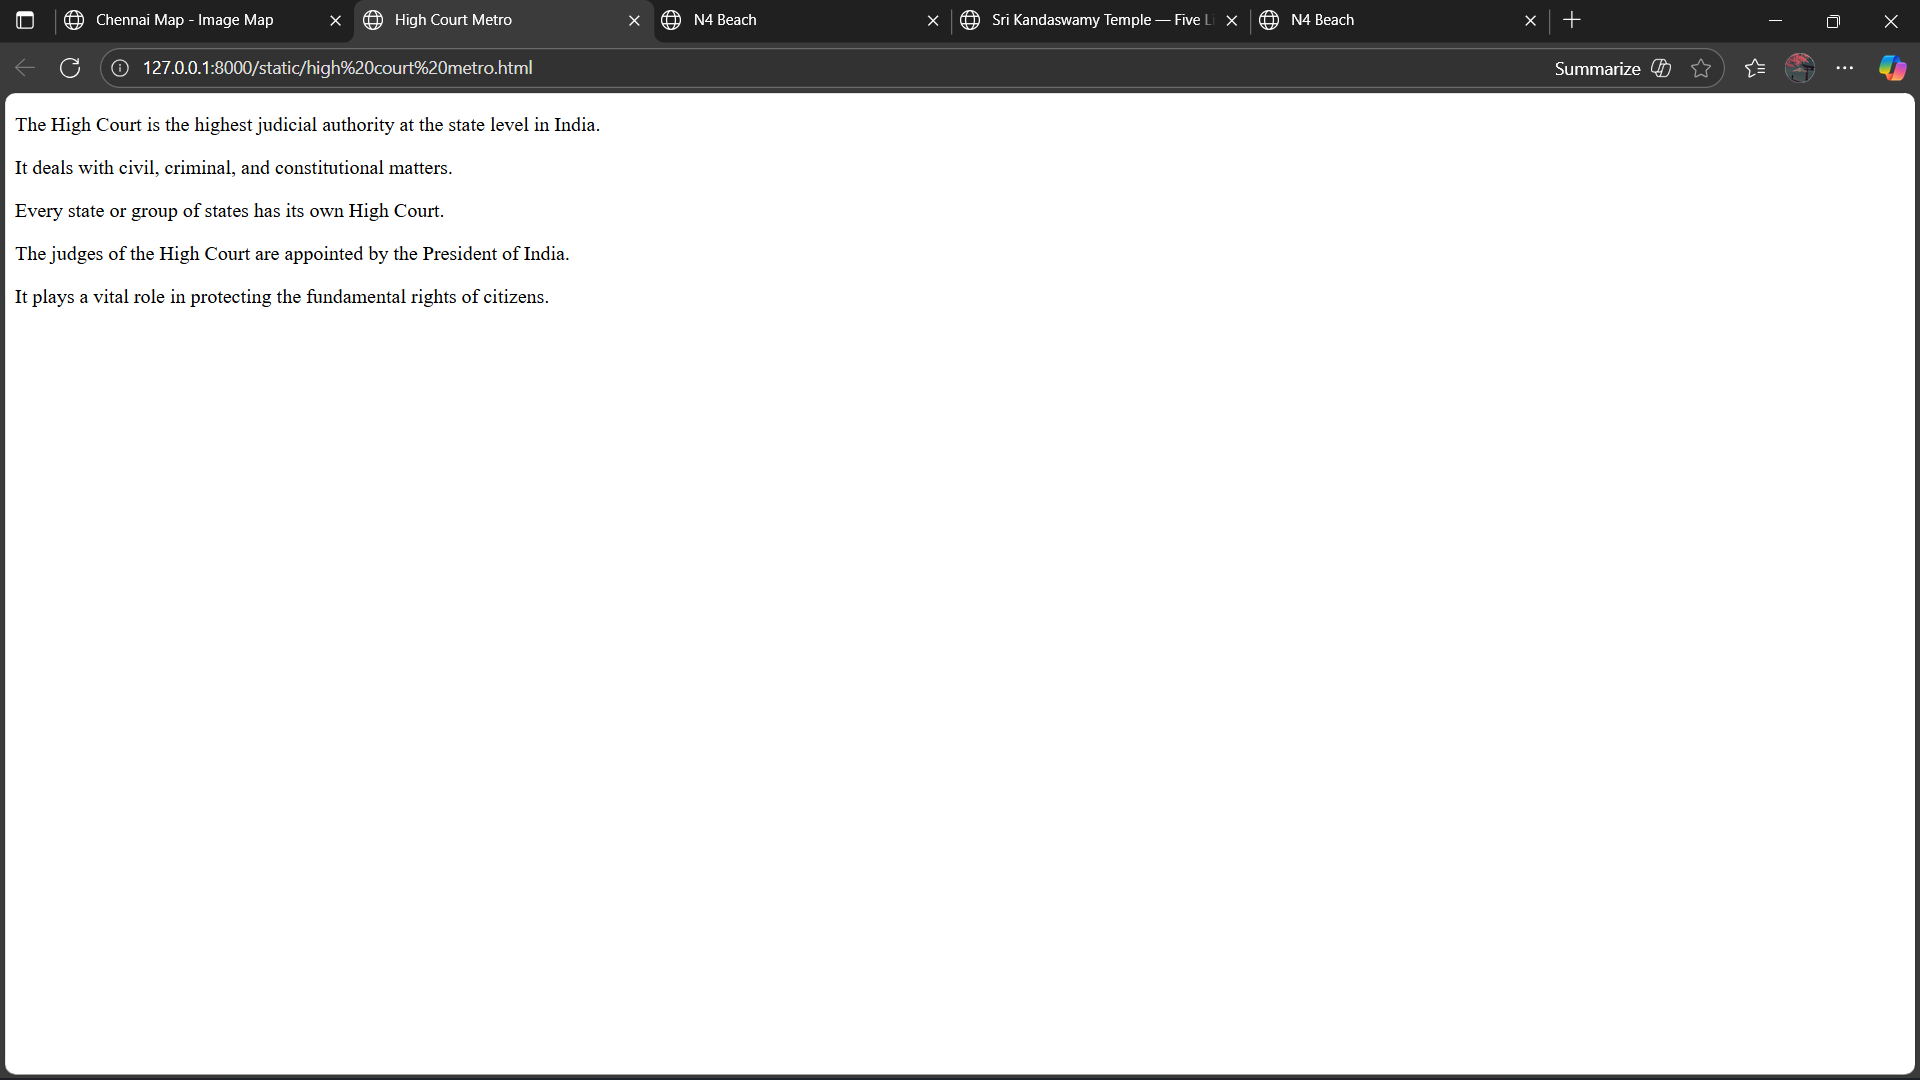 Chennai Map - Image Map
High Court Metro
N4 Beach
Sri Kandaswamy Temple — Five Li
N4 Beach
127.0.0.1:8000/static/high%20court%20metro.html
Summarize
The High Court is the highest judicial authority at the state level in India.
It deals with civil, criminal, and constitutional matters.
Every state or group of states has its own High Court.
The judges of the High Court are appointed by the President of India.
It plays a vital role in protecting the fundamental rights of citizens.